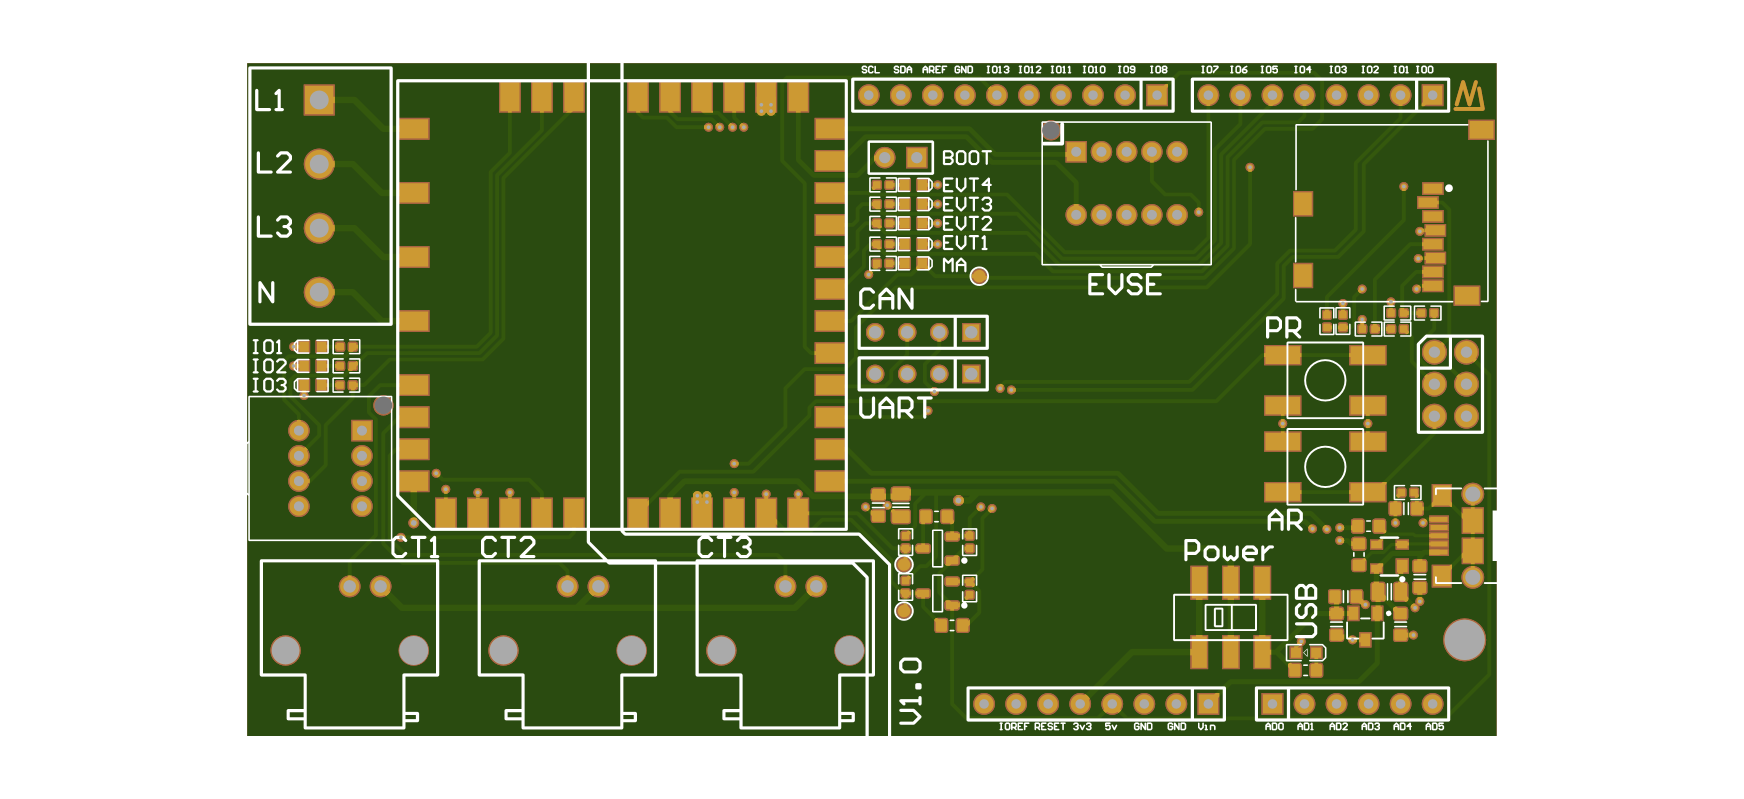 SCL SDA AREF GND IO13 IO12 IO11 IO10 IO9 IO8 IO7 IO6 IO5 IO4 IO3 IO2 IO1 IO0
L1
L2
L3
N
BOOT
EVT4
EVT3
EVT2
EVT1
MA
EVSE
CAN
UART
PR
AR
IO1
IO2
IO3
CT1 CT2 CT3
Power
USB
V1.0
IOREF RESET 3v3 5v GND GND Vin AD0 AD1 AD2 AD3 AD4 AD5